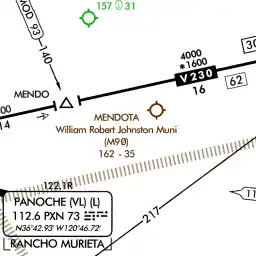 157 31
MOD 93)
140
4000
*1600
V230
16
30
62
MENDO
00
14
MENDOTA
William Robert Johnston Muni
(M90)
162 - 35
122.1R
PANOCHE (VL) (L)
112.6 PXN 73
N36°42.93' W120°46.72'
RANCHO MURIETA
217
11